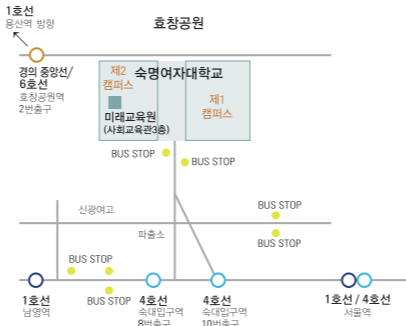 1호선
용산역 방향
효창공원
경의 중앙선/
6호선
효창공원역
2번출구
제2
캠퍼스
숙명여자대학교
제1
캠퍼스
미래교육원
(사회교육관3층)
BUS STOP
BUS STOP
신광여고
BUS STOP
파출소
BUS STOP
BUS STOP
BUS STOP
1호선
남영역
4호선
숙대입구역
8번출구
4호선
숙대입구역
10번출구
1호선 / 4호선
서울역